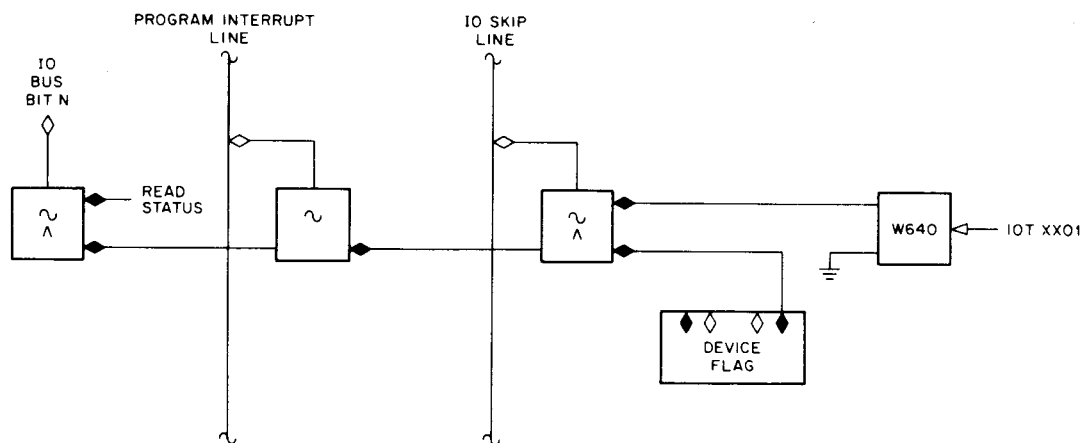 PROGRAM INTERRUPT
LINE
IO SKIP
LINE
IO
BUS
BIT N
READ
STATUS
∿
∧
∿
∿
∧
W640
IOT XX01
DEVICE
FLAG